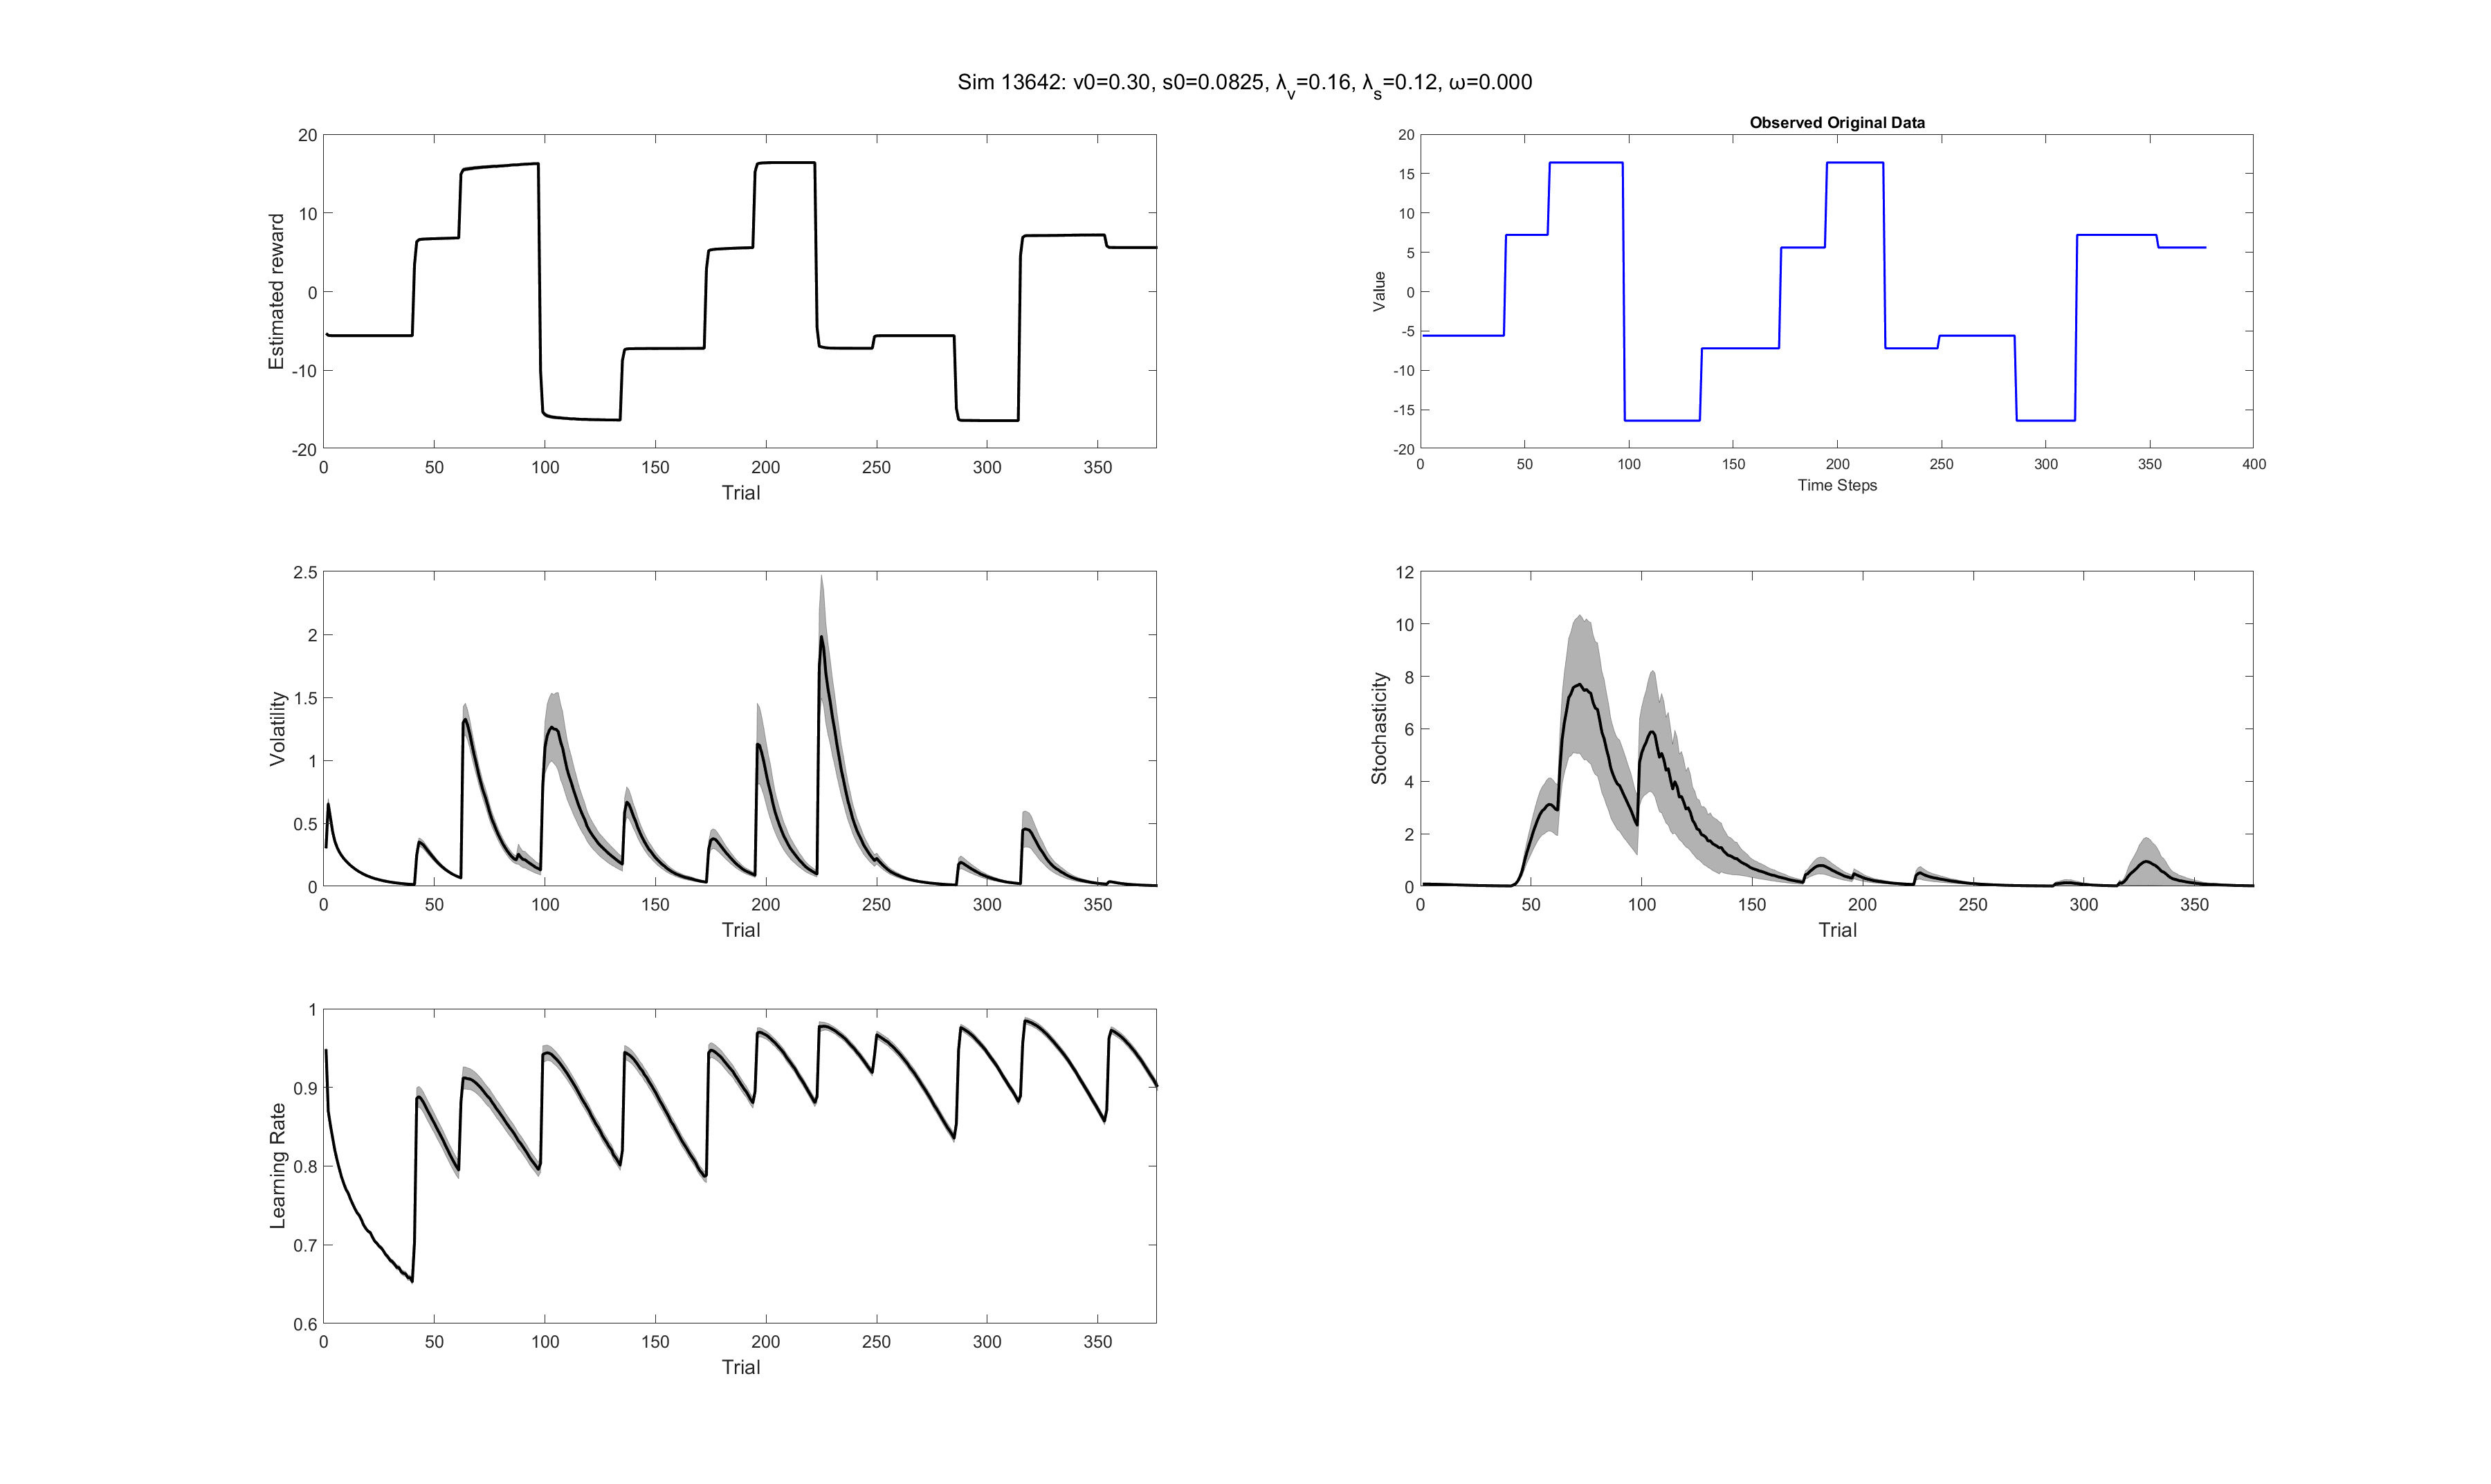 Sim 13642: v0=0.30, s0=0.0825, λv=0.16, λs=0.12, ω=0.000
20
10
0
-10
-20
Estimated reward
0 50 100 150 200 250 300 350
Trial
Observed Original Data
20
15
10
5
0
-5
-10
-15
-20
Value
0 50 100 150 200 250 300 350 400
Time Steps
2.5
2
1.5
1
0.5
0
Volatility
0 50 100 150 200 250 300 350
Trial
12
10
8
6
4
2
0
Stochasticity
0 50 100 150 200 250 300 350
Trial
1
0.9
0.8
0.7
0.6
Learning Rate
0 50 100 150 200 250 300 350
Trial